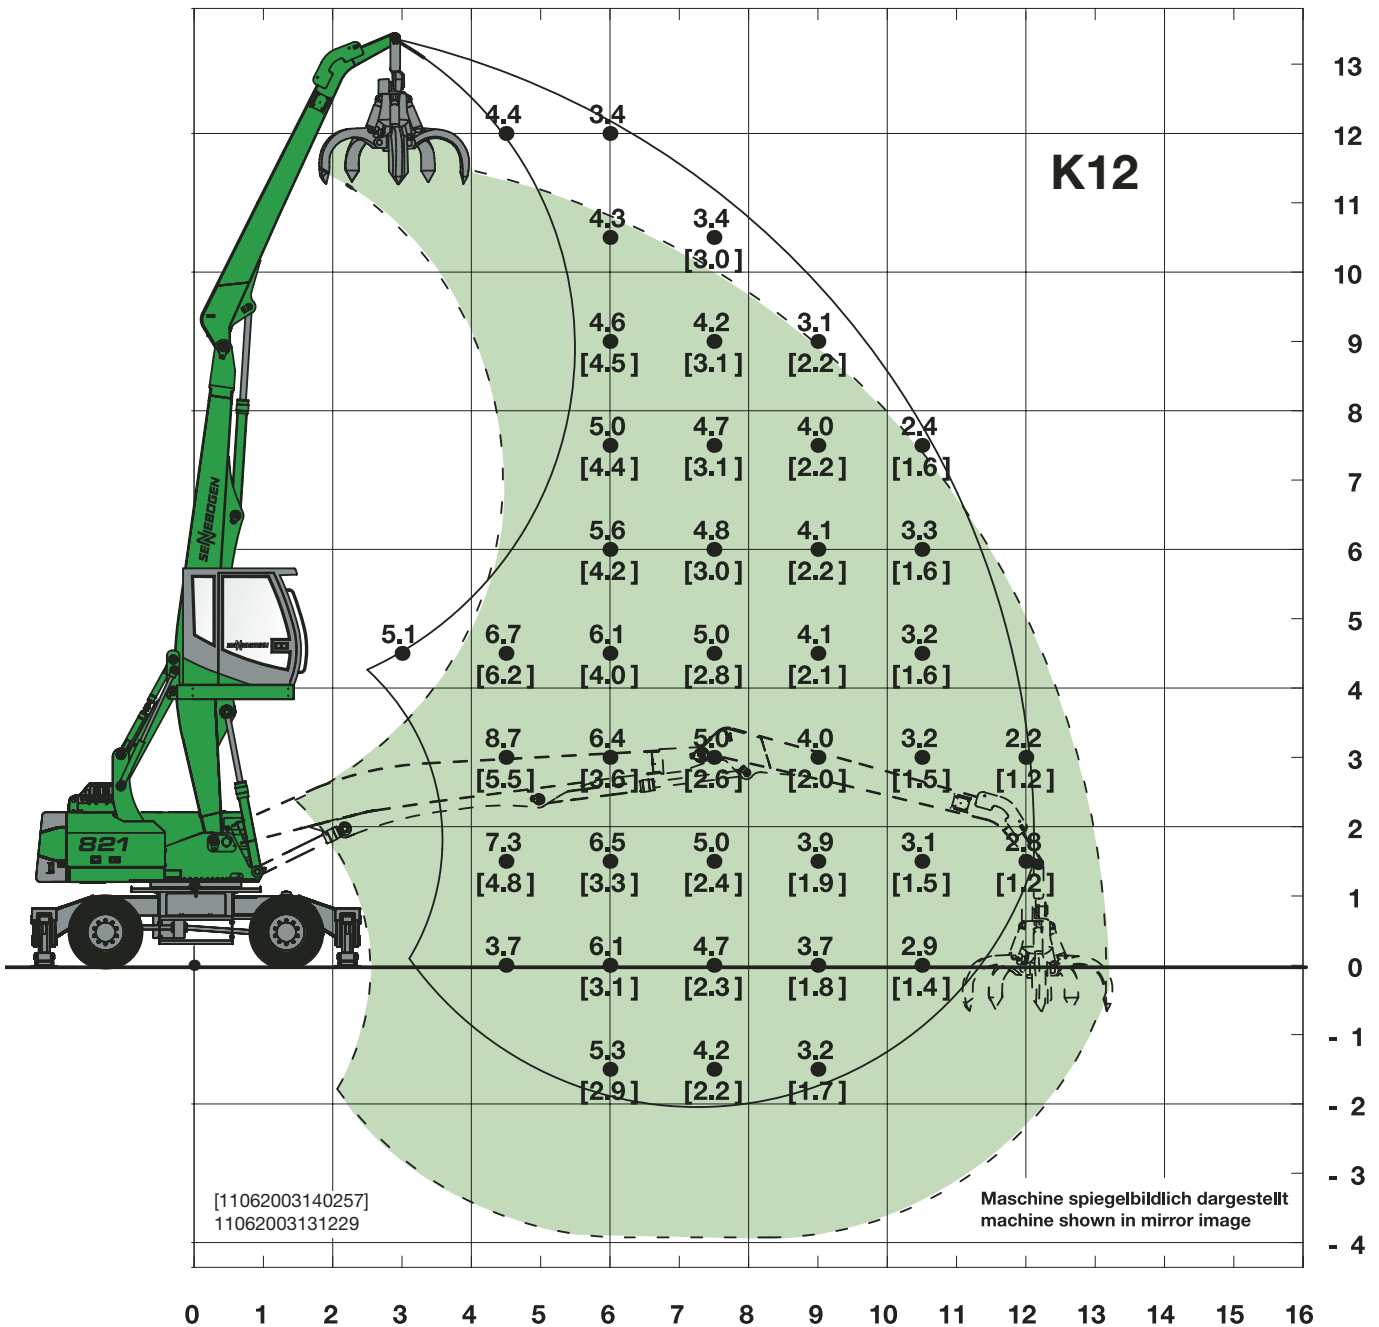 13
4.4 3.4
12
K12
11
4.3 3.4
[3.0]
10
4.6 4.2 3.1
9
[4.5] [3.1] [2.2]
8
5.0 4.7 4.0 2.4
[4.4] [3.1] [2.2] [1.6]
7
SENNEBOGEN
5.6 4.8 4.1 3.3
6
[4.2] [3.0] [2.2] [1.6]
5
5.1 6.7 6.1 5.0 4.1 3.2
SENNEBOGEN
[6.2] [4.0] [2.8] [2.1] [1.6]
4
8.7 6.4 5.0 4.0 3.2 2.2
3
[5.5] [3.6] [2.6] [2.0] [1.5] [1.2]
2
821
7.3 6.5 5.0 3.9 3.1 2.8
[4.8] [3.3] [2.4] [1.9] [1.5] [1.2]
1
3.7 6.1 4.7 3.7 2.9
0
[3.1] [2.3] [1.8] [1.4]
- 1
5.3 4.2 3.2
[2.9] [2.2] [1.7]
- 2
- 3
[11062003140257]
11062003131229
Maschine spiegelbildlich dargestellt
machine shown in mirror image
- 4
0 1 2 3 4 5 6 7 8 9 10 11 12 13 14 15 16